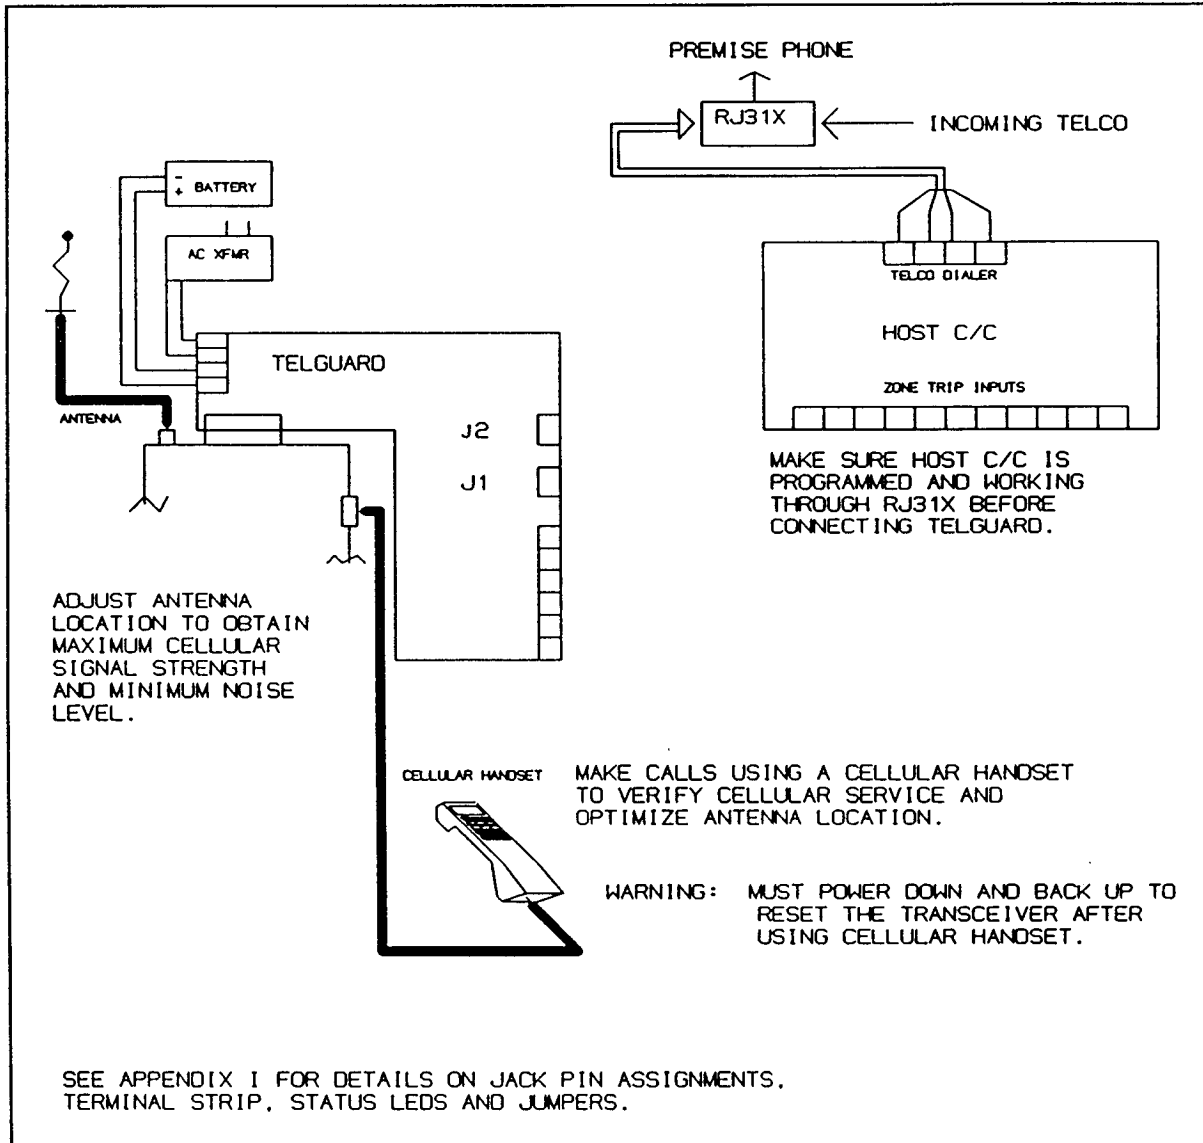 PREMISE PHONE
RJ31X
INCOMING TELCO
- BATTERY
+
AC XFMR
TELCO DIALER
HOST C/C
TELGUARD
ZONE TRIP INPUTS
ANTENNA
J2
J1
MAKE SURE HOST C/C IS
PROGRAMMED AND WORKING
THROUGH RJ31X BEFORE
CONNECTING TELGUARD.
ADJUST ANTENNA
LOCATION TO OBTAIN
MAXIMUM CELLULAR
SIGNAL STRENGTH
AND MINIMUM NOISE
LEVEL.
CELLULAR HANDSET
MAKE CALLS USING A CELLULAR HANDSET
TO VERIFY CELLULAR SERVICE AND
OPTIMIZE ANTENNA LOCATION.
WARNING: MUST POWER DOWN AND BACK UP TO
RESET THE TRANSCEIVER AFTER
USING CELLULAR HANDSET.
SEE APPENDIX I FOR DETAILS ON JACK PIN ASSIGNMENTS,
TERMINAL STRIP, STATUS LEDS AND JUMPERS.